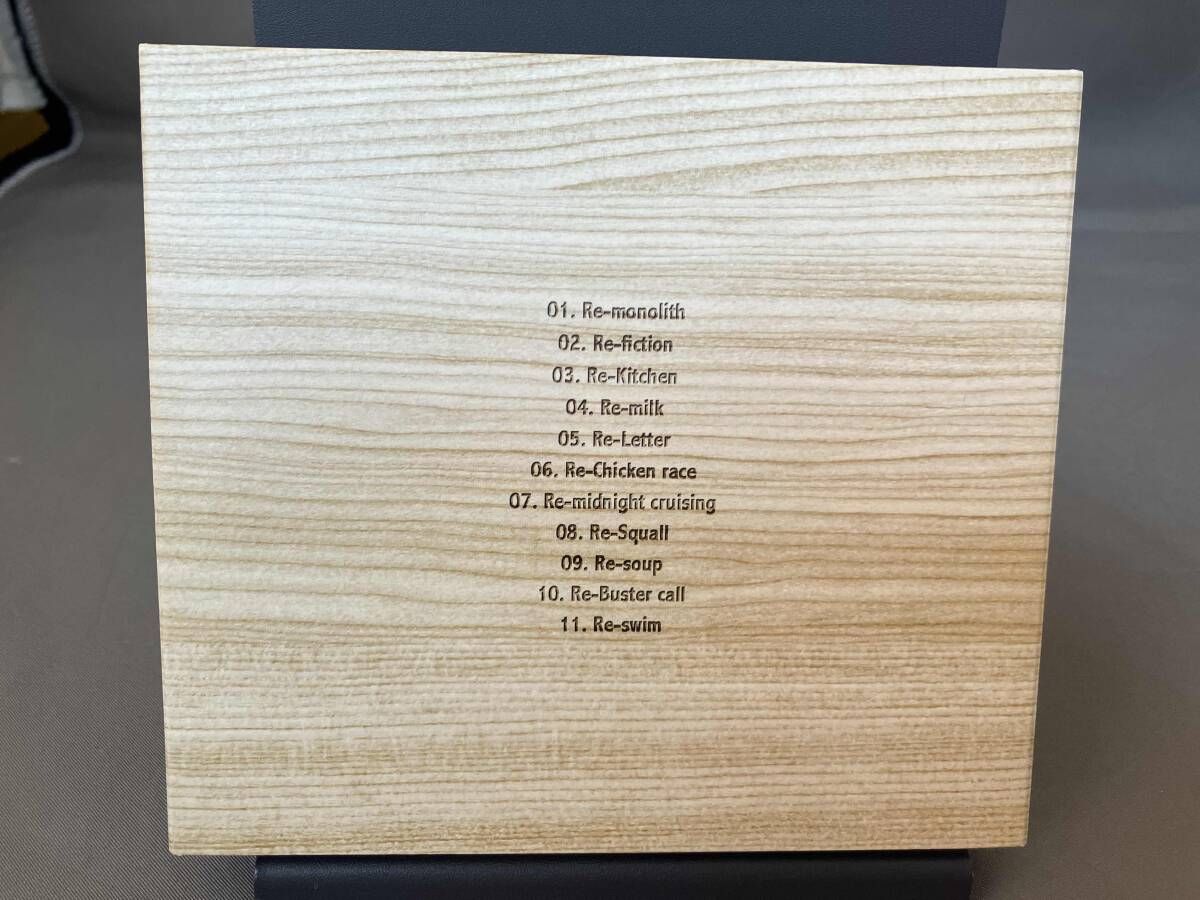 01. Re-monolith
02. Re-fiction
03. Re-Kitchen
04. Re-milk
05. Re-Letter
06. Re-Chicken race
07. Re-midnight cruising
08. Re-Squall
09. Re-soup
10. Re-Buster call
11. Re-swim